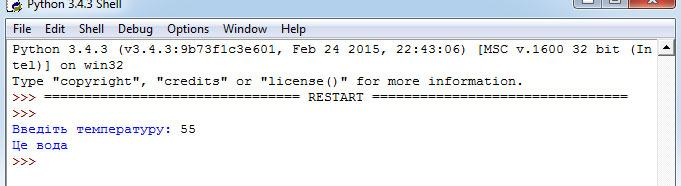 Python 3.4.3 Shell
File Edit Shell Debug Options Window Help
Python 3.4.3 (v3.4.3:9b73f1c3e601, Feb 24 2015, 22:43:06) [MSC v.1600 32 bit (In
tel)] on win32
Type "copyright", "credits" or "license()" for more information.
>>> ================================ RESTART ================================
>>>
Введіть температуру: 55
Це вода
>>>